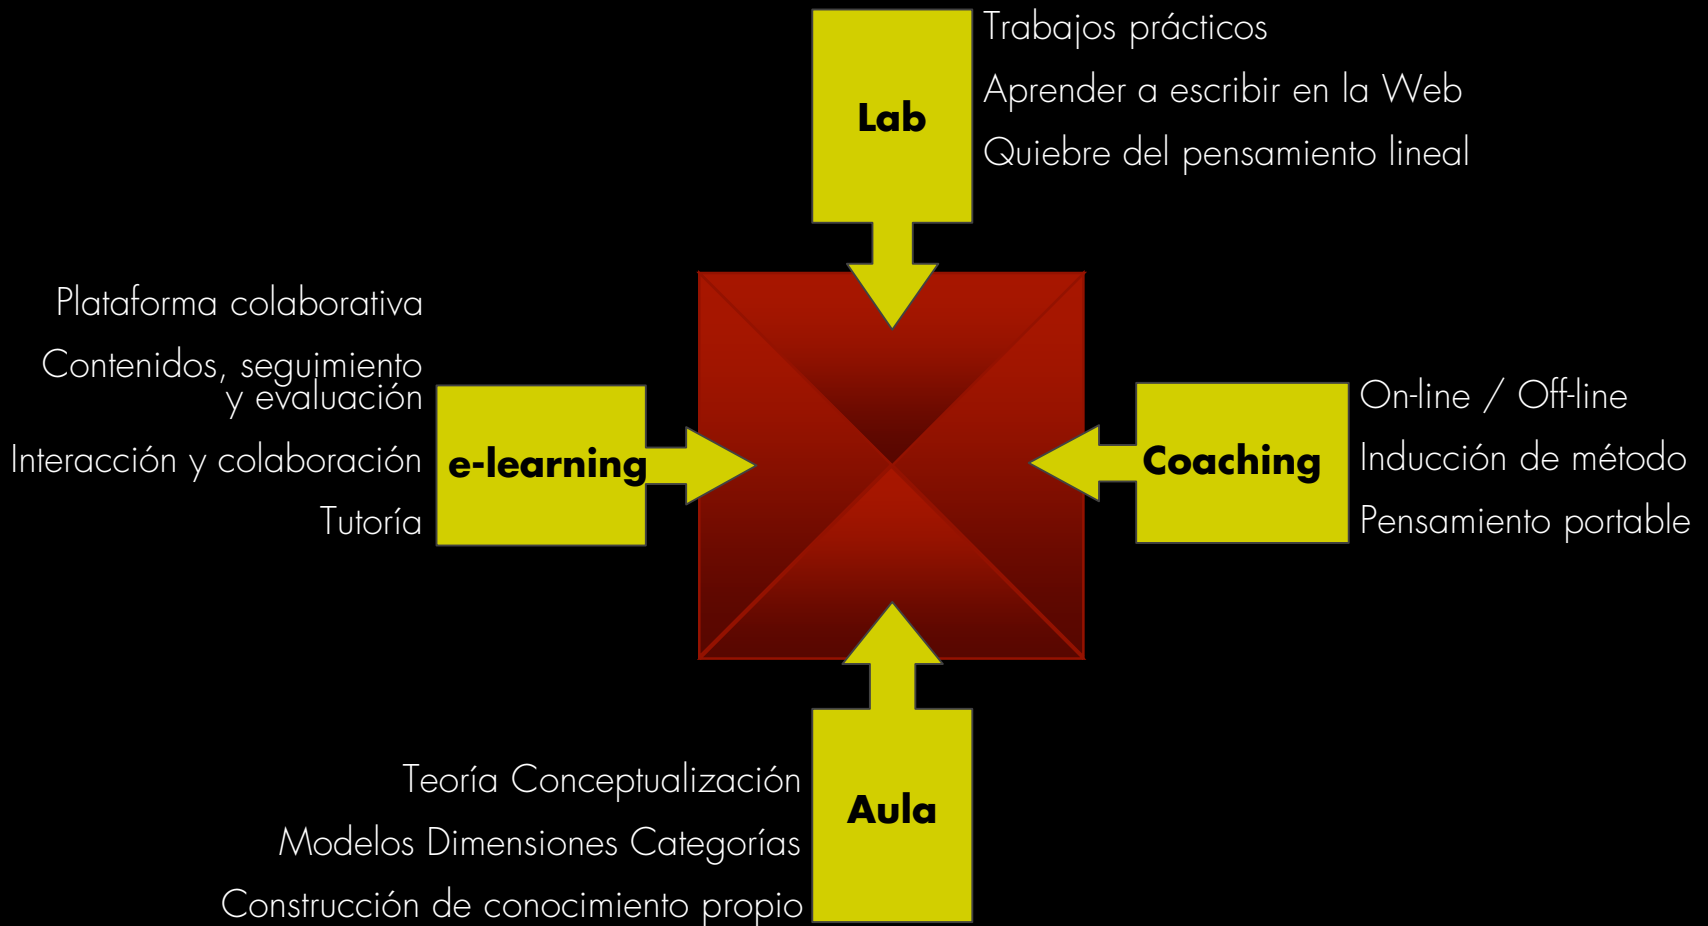 Lab
Trabajos prácticos
Aprender a escribir en la Web
Quiebre del pensamiento lineal
Plataforma colaborativa
Contenidos, seguimiento
y evaluación
Interacción y colaboración
Tutoría
e-learning
Coaching
On-line / Off-line
Inducción de método
Pensamiento portable
Teoría Conceptualización
Modelos Dimensiones Categorías
Construcción de conocimiento propio
Aula